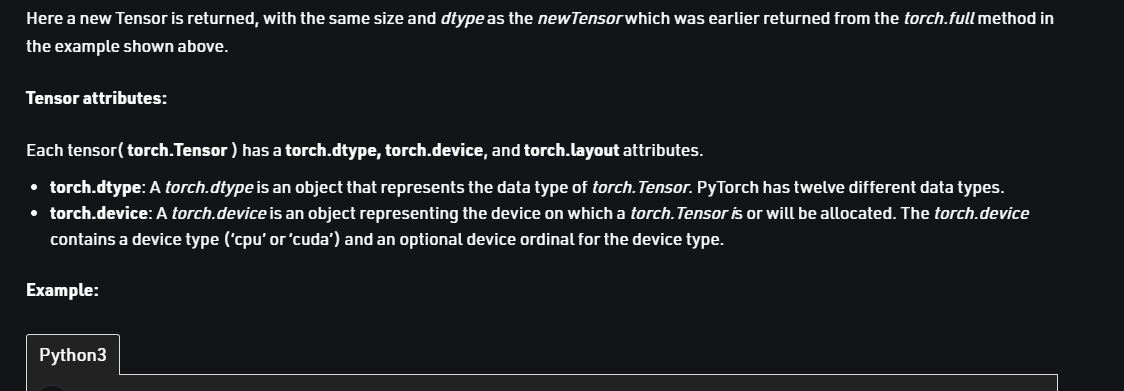 Here a new Tensor is returned, with the same size and dtype as the newTensor which was earlier returned from the torch.full method in
the example shown above.
Tensor attributes:
Each tensor( torch.Tensor ) has a torch.dtype, torch.device, and torch.layout attributes.
• torch.dtype: A torch.dtype is an object that represents the data type of torch.Tensor. PyTorch has twelve different data types.
• torch.device: A torch.device is an object representing the device on which a torch.Tensor is or will be allocated. The torch.device
contains a device type (‘cpu’ or ‘cuda’) and an optional device ordinal for the device type.
Example:
Python3